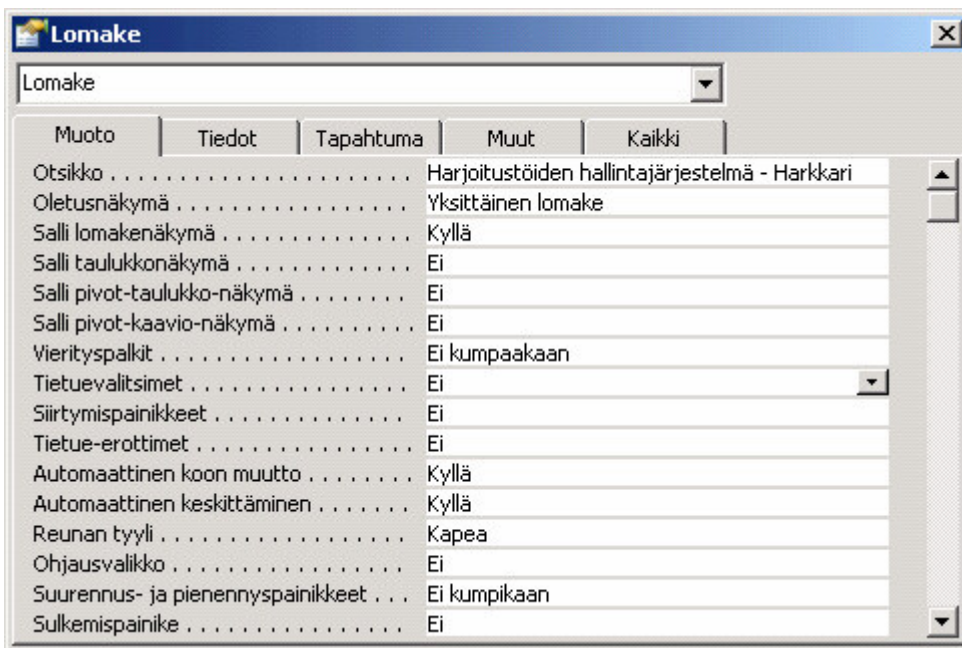 Lomake
Lomake
Muoto Tiedot Tapahtuma Muut Kaikki
Otsikko . . . . . . . . . . . . . . . . . . . . . . . Harjoitustöiden hallintajärjestelmä - Harkkari
Oletusnäkymä . . . . . . . . . . . . . . . . . . Yksittäinen lomake
Salli lomakenäkymä . . . . . . . . . . . . . . Kyllä
Salli taulukkonäkymä . . . . . . . . . . . . . Ei
Salli pivot-taulukko-näkymä . . . . . . . . Ei
Salli pivot-kaavio-näkymä . . . . . . . . . . Ei
Vierityspalkit . . . . . . . . . . . . . . . . . . . Ei kumpaakaan
Tietuevalitsimet . . . . . . . . . . . . . . . . . Ei
Siirtymispainikkeet . . . . . . . . . . . . . . . Ei
Tietue-erottimet . . . . . . . . . . . . . . . . . Ei
Automaattinen koon muutto . . . . . . . . Kyllä
Automaattinen keskittäminen . . . . . . . Kyllä
Reunan tyyli . . . . . . . . . . . . . . . . . . . Kapea
Ohjausvalikko . . . . . . . . . . . . . . . . . . Ei
Suurennus- ja pienennyspainikkeet . . . Ei kumpikaan
Sulkemispainike . . . . . . . . . . . . . . . . . Ei